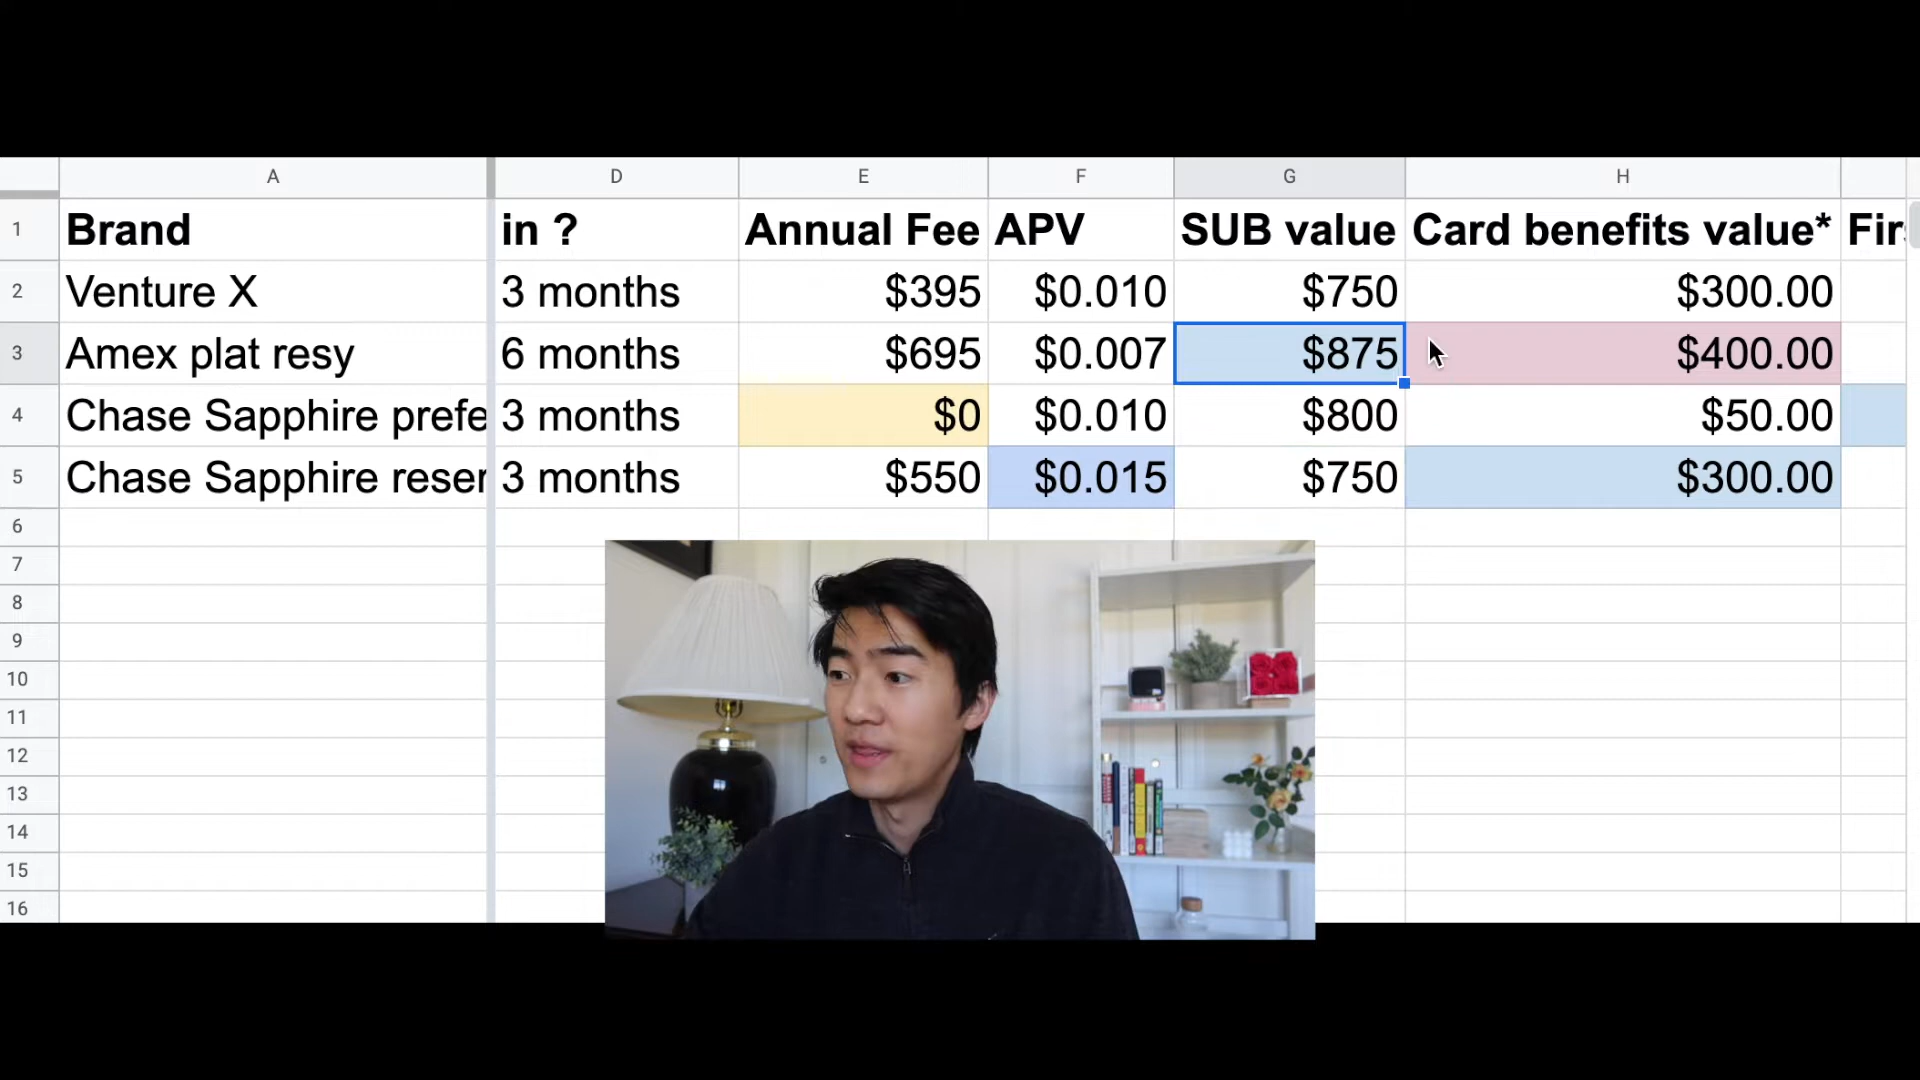 A D E F G H
1 Brand in ? Annual Fee APV SUB value Card benefits value* Fir
2 Venture X 3 months $395 $0.010 $750 $300.00
3 Amex plat resy 6 months $695 $0.007 $875 $400.00
4 Chase Sapphire prefe 3 months $0 $0.010 $800 $50.00
5 Chase Sapphire reser 3 months $550 $0.015 $750 $300.00
6
7
8
9
10
11
12
13
14
15
16